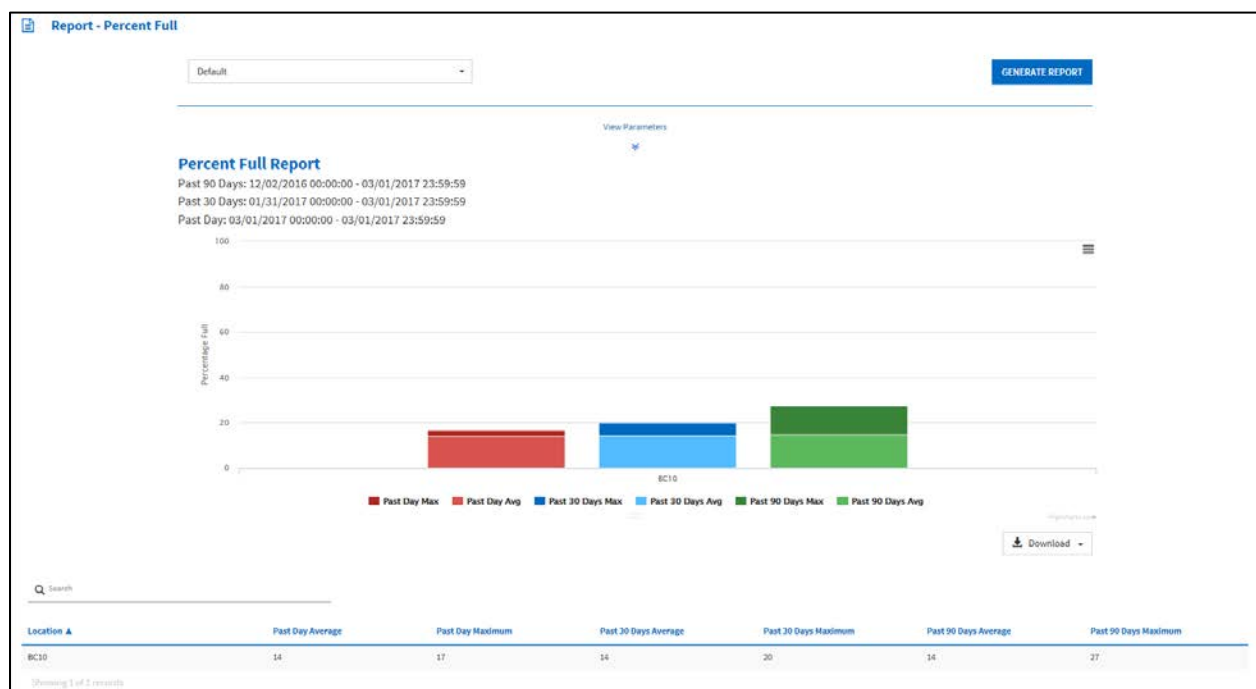 Report - Percent Full
Default
GENERATE REPORT
View Parameters
Percent Full Report
Past 90 Days: 12/02/2016 00:00:00 - 03/01/2017 23:59:59
Past 30 Days: 01/31/2017 00:00:00 - 03/01/2017 23:59:59
Past Day: 03/01/2017 00:00:00 - 03/01/2017 23:59:59
100
80
60
40
20
0
Percentage Full
BC10
Past Day Max Past Day Avg Past 30 Days Max Past 30 Days Avg Past 90 Days Max Past 90 Days Avg
Download
Search
Location ▲ Past Day Average Past Day Maximum Past 30 Days Average Past 30 Days Maximum Past 90 Days Average Past 90 Days Maximum
BC10 14 17 14 20 14 27
Showing 1 of 1 records